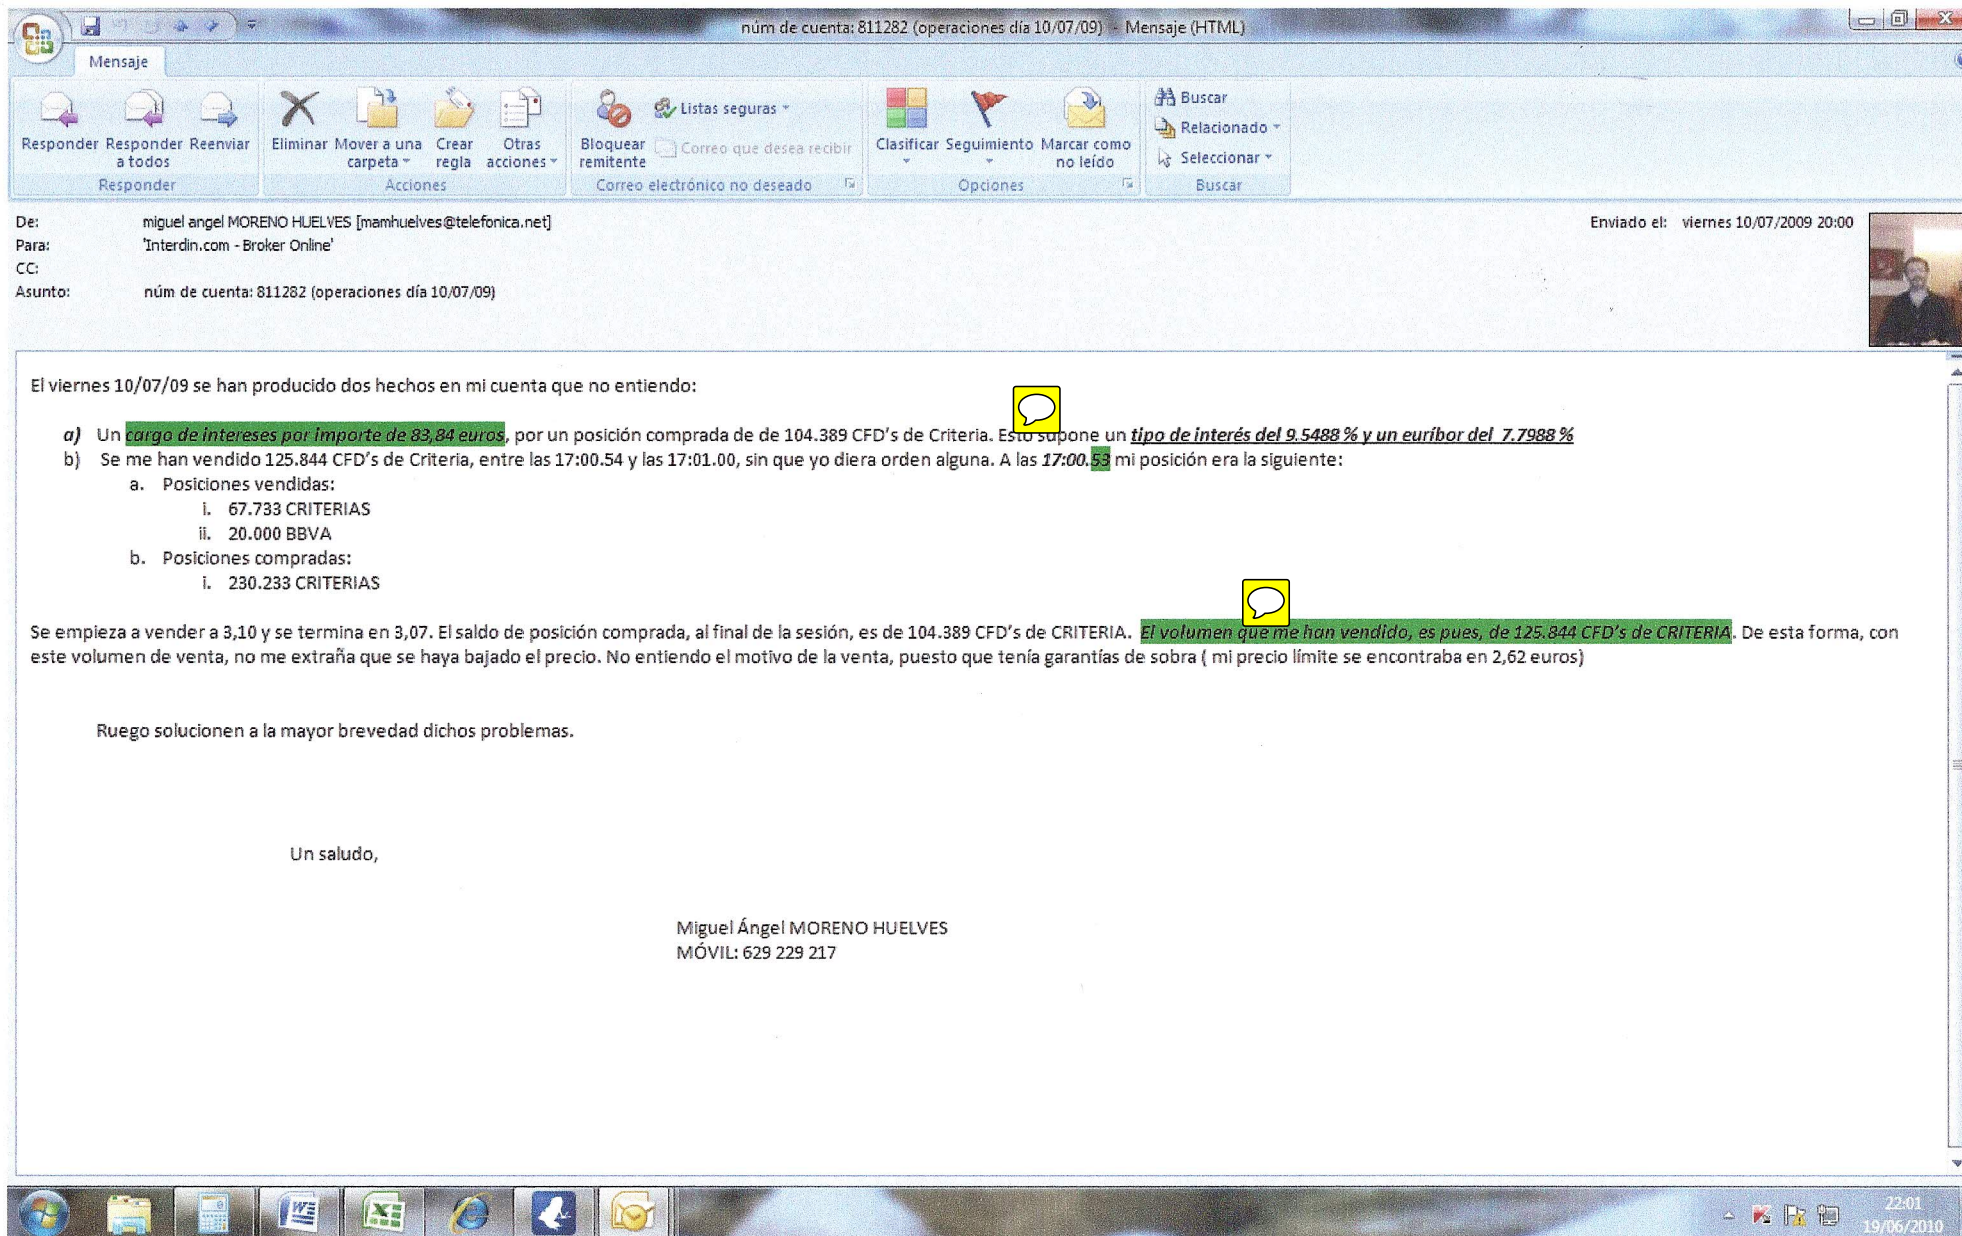 núm de cuenta: 811282 (operaciones día 10/07/09) - Mensaje (HTML)
Mensaje
Responder Responder a todos Reenviar
Eliminar Mover a una carpeta Crear regla Otras acciones
Bloquear remitente Listas seguras Correo que desea recibir
Clasificar Seguimiento Marcar como no leído
Buscar
Relacionado
Seleccionar
Responder Acciones Correo electrónico no deseado Opciones Buscar
De: miguel angel MORENO HUELVES [mamhuelves@telefonica.net] Enviado el: viernes 10/07/2009 20:00
Para: 'Interdin.com - Broker Online'
CC:
Asunto: núm de cuenta: 811282 (operaciones día 10/07/09)
El viernes 10/07/09 se han producido dos hechos en mi cuenta que no entiendo:
a) Un cargo de intereses por importe de 83,84 euros, por un posición comprada de de 104.389 CFD's de Criteria. Esto supone un tipo de interés del 9.5488 % y un euríbor del 7.7988 %
b) Se me han vendido 125.844 CFD's de Criteria, entre las 17:00.54 y las 17:01.00, sin que yo diera orden alguna. A las 17:00.53 mi posición era la siguiente:
a. Posiciones vendidas:
i. 67.733 CRITERIAS
ii. 20.000 BBVA
b. Posiciones compradas:
i. 230.233 CRITERIAS
Se empieza a vender a 3,10 y se termina en 3,07. El saldo de posición comprada, al final de la sesión, es de 104.389 CFD's de CRITERIA. El volumen que me han vendido, es pues, de 125.844 CFD's de CRITERIA. De esta forma, con
este volumen de venta, no me extraña que se haya bajado el precio. No entiendo el motivo de la venta, puesto que tenía garantías de sobra ( mi precio límite se encontraba en 2,62 euros)
Ruego solucionen a la mayor brevedad dichos problemas.
Un saludo,
Miguel Ángel MORENO HUELVES
MÓVIL: 629 229 217
22:01
19/06/2010